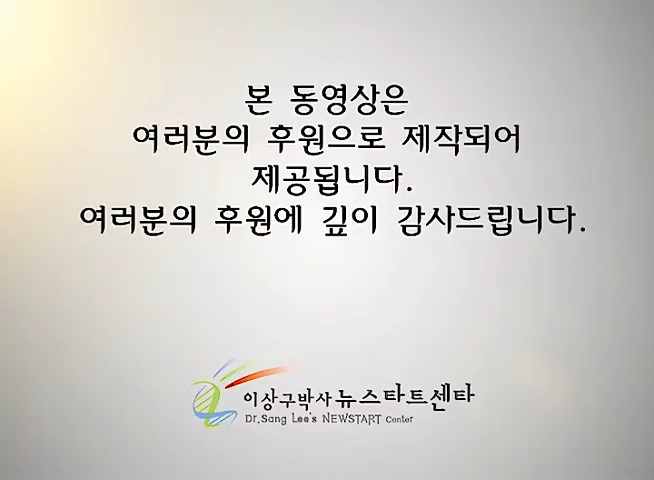 본 동영상은
여러분의 후원으로 제작되어
제공됩니다.
여러분의 후원에 깊이 감사드립니다.
이상구박사 뉴스타트센타
Dr.Sang Lee's NEWSTART Center